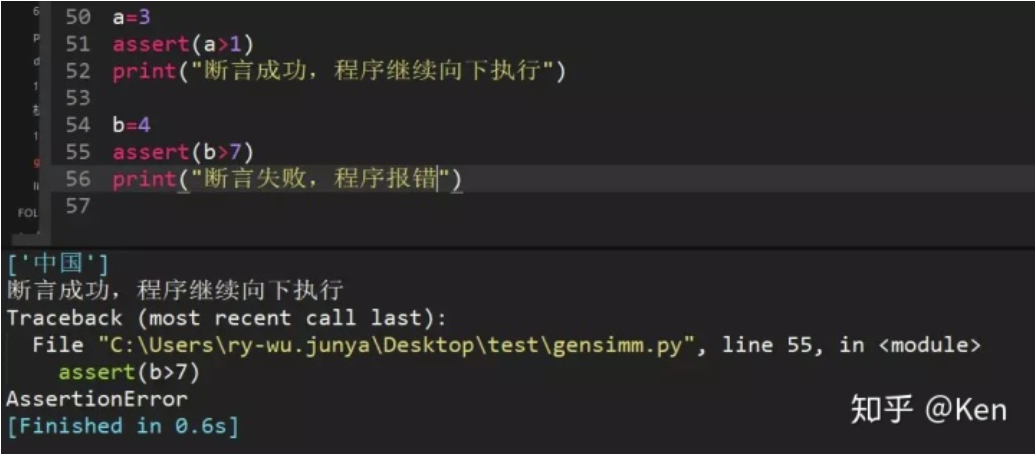 50 a=3
51 assert(a>1)
52 print("断言成功，程序继续向下执行")
53
54 b=4
55 assert(b>7)
56 print("断言失败，程序报错")
57
FOL
['中国']
断言成功，程序继续向下执行
Traceback (most recent call last):
File "C:\Users\ry-wu.junya\Desktop\test\gensimm.py", line 55, in <module>
assert(b>7)
AssertionError
[Finished in 0.6s]
知乎 @Ken